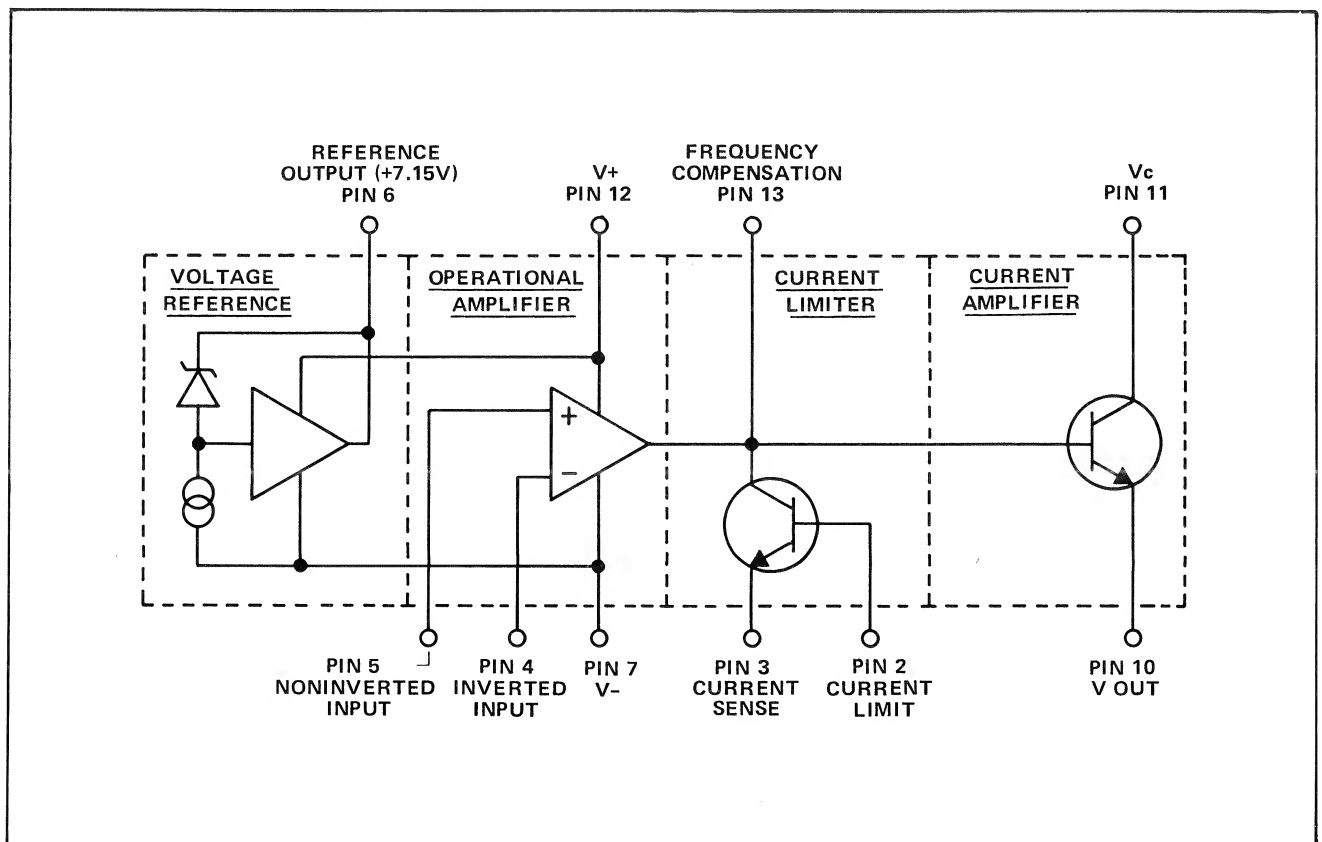 REFERENCE
OUTPUT (+7.15V)
PIN 6
V+
PIN 12
FREQUENCY
COMPENSATION
PIN 13
Vc
PIN 11
VOLTAGE
REFERENCE
OPERATIONAL
AMPLIFIER
CURRENT
LIMITER
CURRENT
AMPLIFIER
+
−
PIN 5
NONINVERTED
INPUT
PIN 4
INVERTED
INPUT
PIN 7
V−
PIN 3
CURRENT
SENSE
PIN 2
CURRENT
LIMIT
PIN 10
V OUT